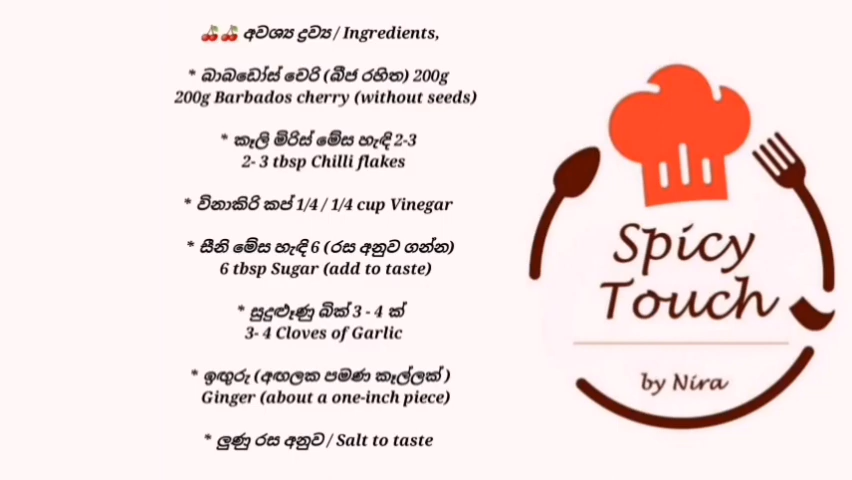 🍒🍒 අවශ්‍ය ද්‍රව්‍ය / Ingredients,
* බාබඩෝස් චෙරි (බීජ රහිත) 200g
200g Barbados cherry (without seeds)
* කෑලි මිරිස් මේස හැඳි 2-3
2- 3 tbsp Chilli flakes
* විනාකිරි කප් 1/4 / 1/4 cup Vinegar
* සීනි මේස හැඳි 6 (රස අනුව ගන්න)
6 tbsp Sugar (add to taste)
* සුදුළූණු බික් 3 - 4 ක්
3- 4 Cloves of Garlic
* ඉඟුරු (අඟලක පමණ කෑල්ලක් )
Ginger (about a one-inch piece)
* ලුණු රස අනුව / Salt to taste
Spicy
Touch
by Nira